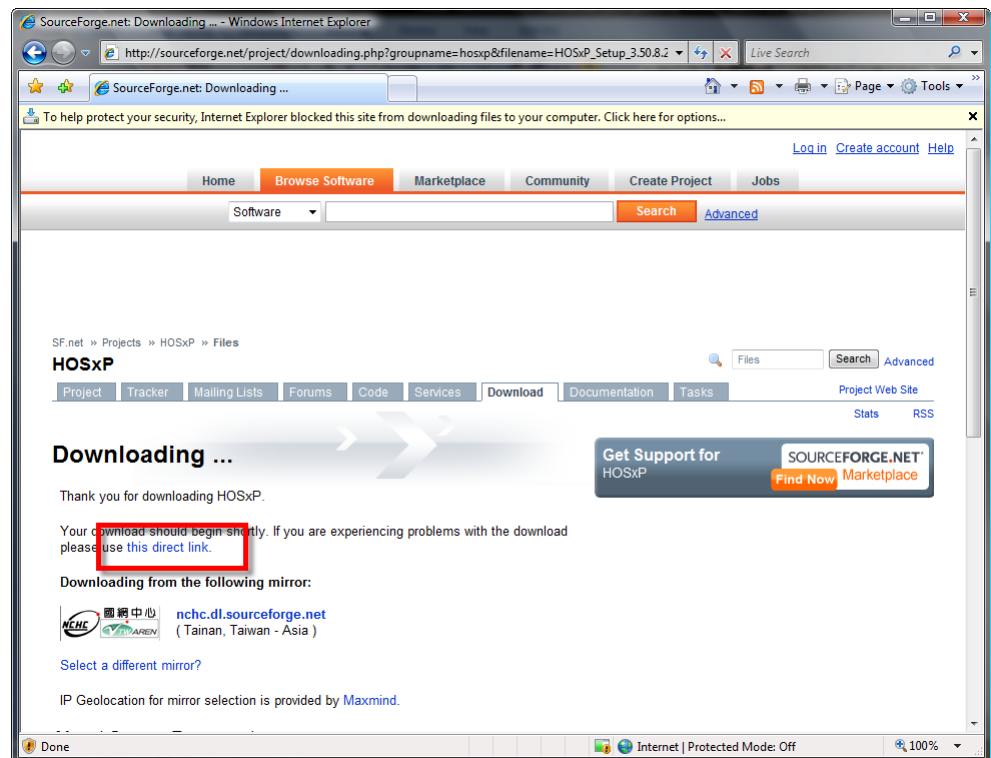 SourceForge.net: Downloading ... - Windows Internet Explorer
http://sourceforge.net/project/downloading.php?groupname=hosxp&filename=HOSxP_Setup_3.50.8.2
Live Search
SourceForge.net: Downloading ...
Page
Tools
To help protect your security, Internet Explorer blocked this site from downloading files to your computer. Click here for options...
Log in Create account Help
Home Browse Software Marketplace Community Create Project Jobs
Software Search Advanced
SF.net » Projects » HOSxP » Files
HOSxP
Files Search Advanced
Project Tracker Mailing Lists Forums Code Services Download Documentation Tasks
Project Web Site
Stats RSS
Downloading ...
Get Support for
HOSxP
SOURCEFORGE.NET
Find Now Marketplace
Thank you for downloading HOSxP.
Your download should begin shortly. If you are experiencing problems with the download
please use this direct link.
Downloading from the following mirror:
NCHC 國網中心
TWAREN
nchc.dl.sourceforge.net
( Tainan, Taiwan - Asia )
Select a different mirror?
IP Geolocation for mirror selection is provided by Maxmind.
Done
Internet | Protected Mode: Off
100%